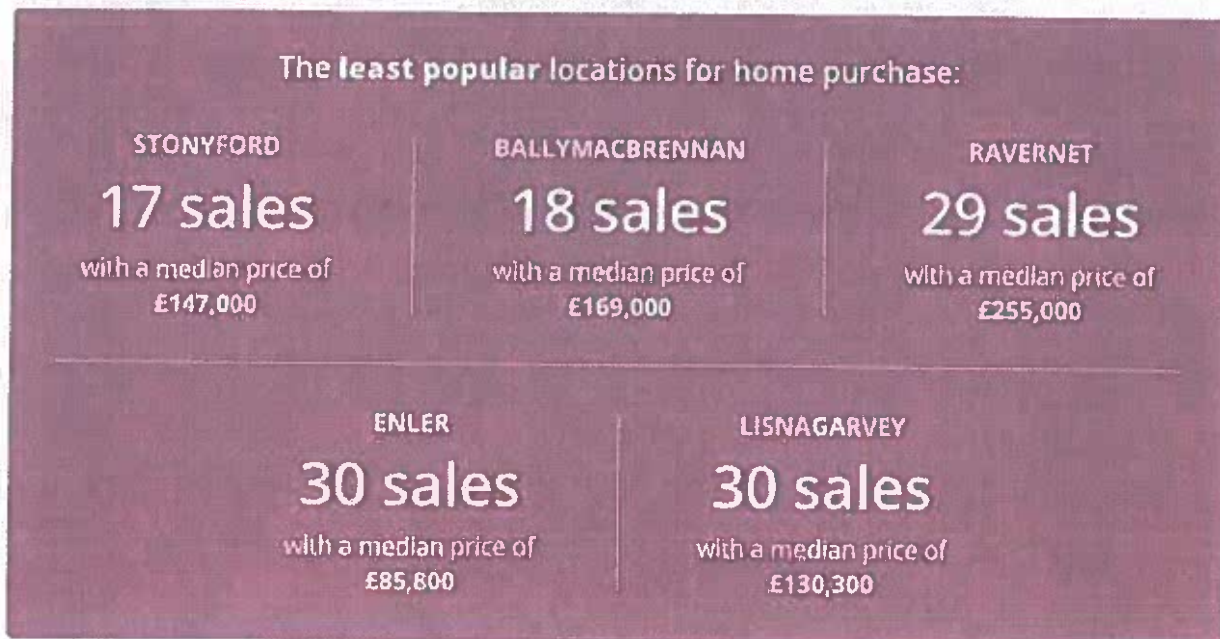 The least popular locations for home purchase:
STONYFORD
17 sales
with a median price of
£147,000
BALLYMACBRENNAN
18 sales
with a median price of
£169,000
RAVERNET
29 sales
with a median price of
£255,000
ENLER
30 sales
with a median price of
£85,800
LISNAGARVEY
30 sales
with a median price of
£130,300